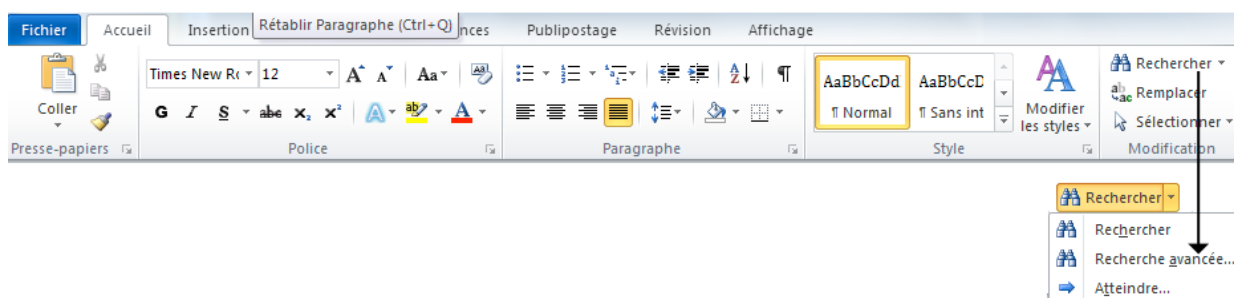 Fichier Accueil Insertion Rétablir Paragraphe (Ctrl+Q) nces Publipostage Révision Affichage
Times New R 12 A A Aa Aa Rechercher
AaBbCcDd AaBbCcD Remplacer
Coller G I S abc x₂ x² A ab A ¶ Normal ¶ Sans int Modifier les styles Sélectionner
Presse-papiers Police Paragraphe Style Modification
Rechercher
Rechercher
Recherche avancée...
Atteindre...